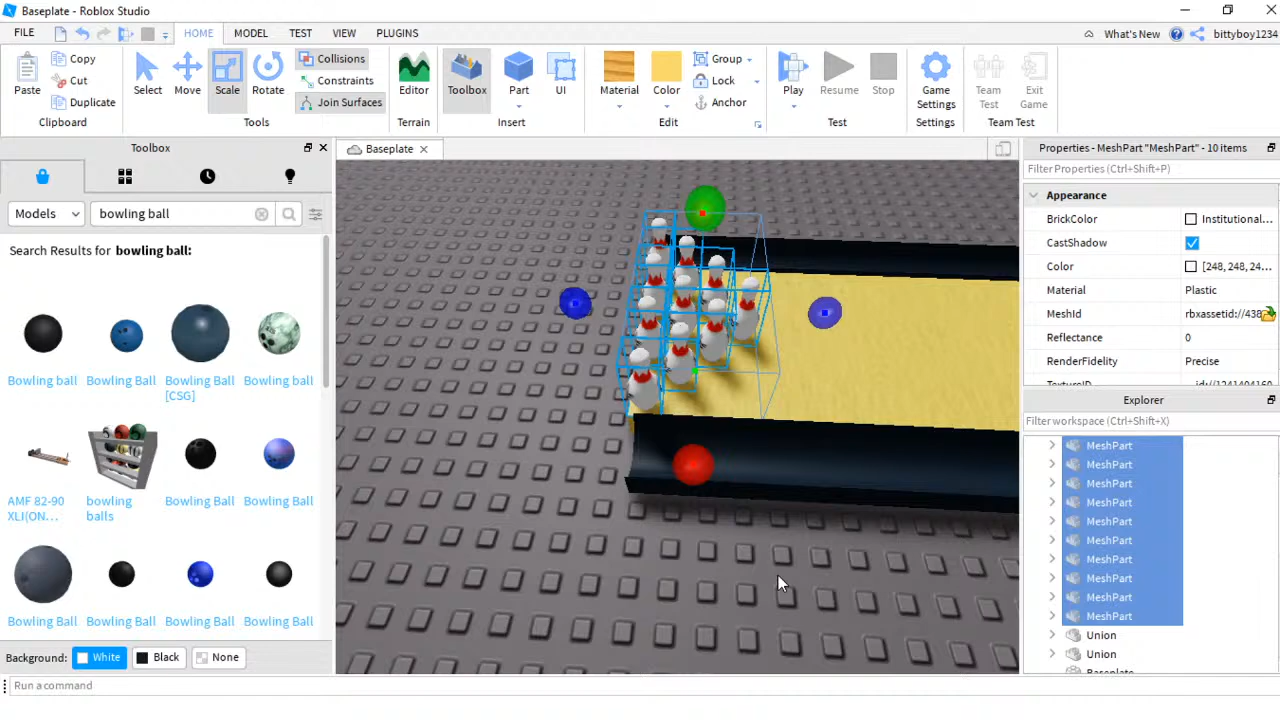 Baseplate - Roblox Studio
FILE HOME MODEL TEST VIEW PLUGINS What's New bittyboy1234
Paste Copy Cut Duplicate Clipboard
Select Move Scale Rotate Collisions Constraints Join Surfaces Tools
Editor Terrain
Toolbox Part UI Insert
Material Color Group Lock Anchor Edit
Play Resume Stop Test
Game Settings Settings
Team Test Exit Game Team Test
Toolbox
Models bowling ball
Search Results for bowling ball:
Bowling ball Bowling Ball Bowling Ball [CSG] Bowling ball
AMF 82-90 XLI(ON... bowling balls Bowling Ball Bowling Ball
Bowling Ball Bowling Ball Bowling Ball Bowling Ball
Background: White Black None
Run a command
Baseplate
Properties - MeshPart "MeshPart" - 10 items
Filter Properties (Ctrl+Shift+P)
Appearance
BrickColor Institutional...
CastShadow
Color [248, 248, 24...
Material Plastic
MeshId rbxassetid://438
Reflectance 0
RenderFidelity Precise
TextureID
Explorer
Filter workspace (Ctrl+Shift+X)
MeshPart
MeshPart
MeshPart
MeshPart
MeshPart
MeshPart
MeshPart
MeshPart
MeshPart
MeshPart
Union
Union
Baseplate